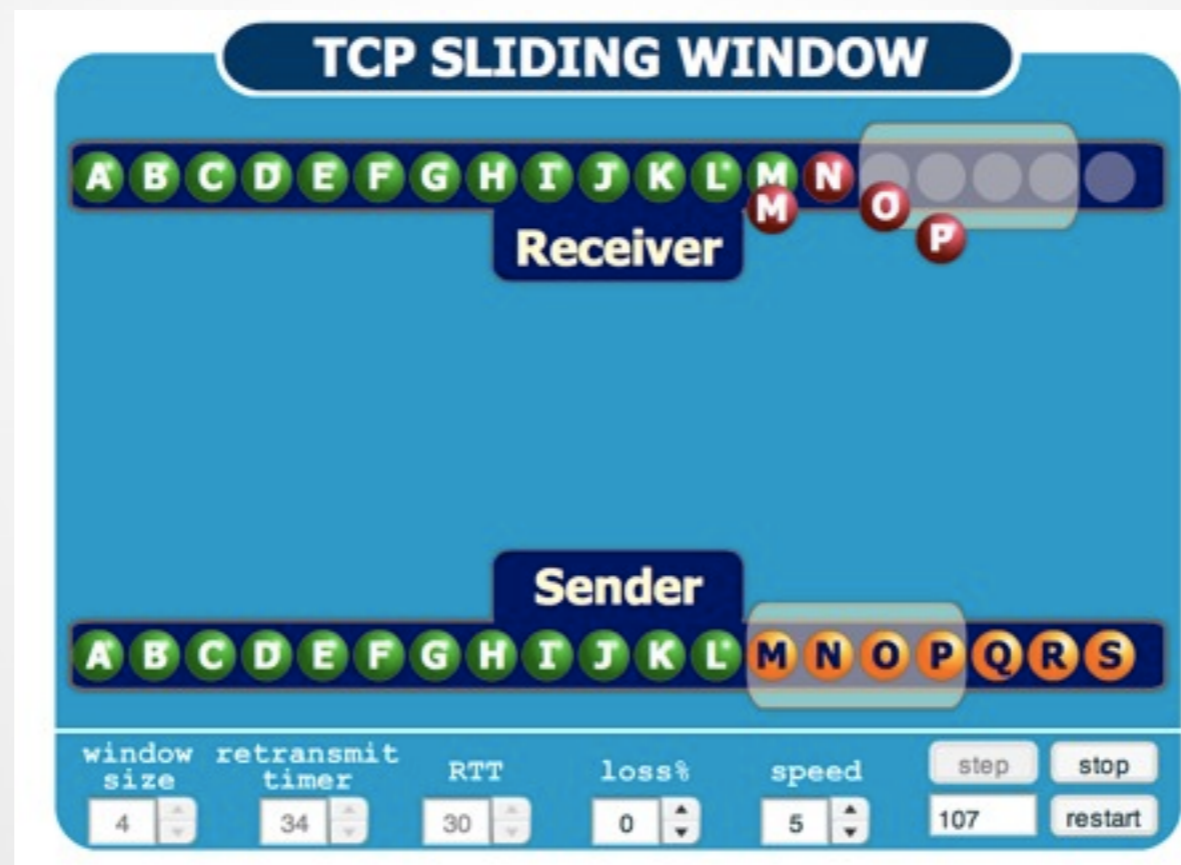 TCP SLIDING WINDOW
A B C D E F G H I J K L M N
M O
P
Receiver
Sender
A B C D E F G H I J K L M N O P Q R S
window size
retransmit timer
RTT
loss%
speed
step
stop
4
34
30
0
5
107
restart